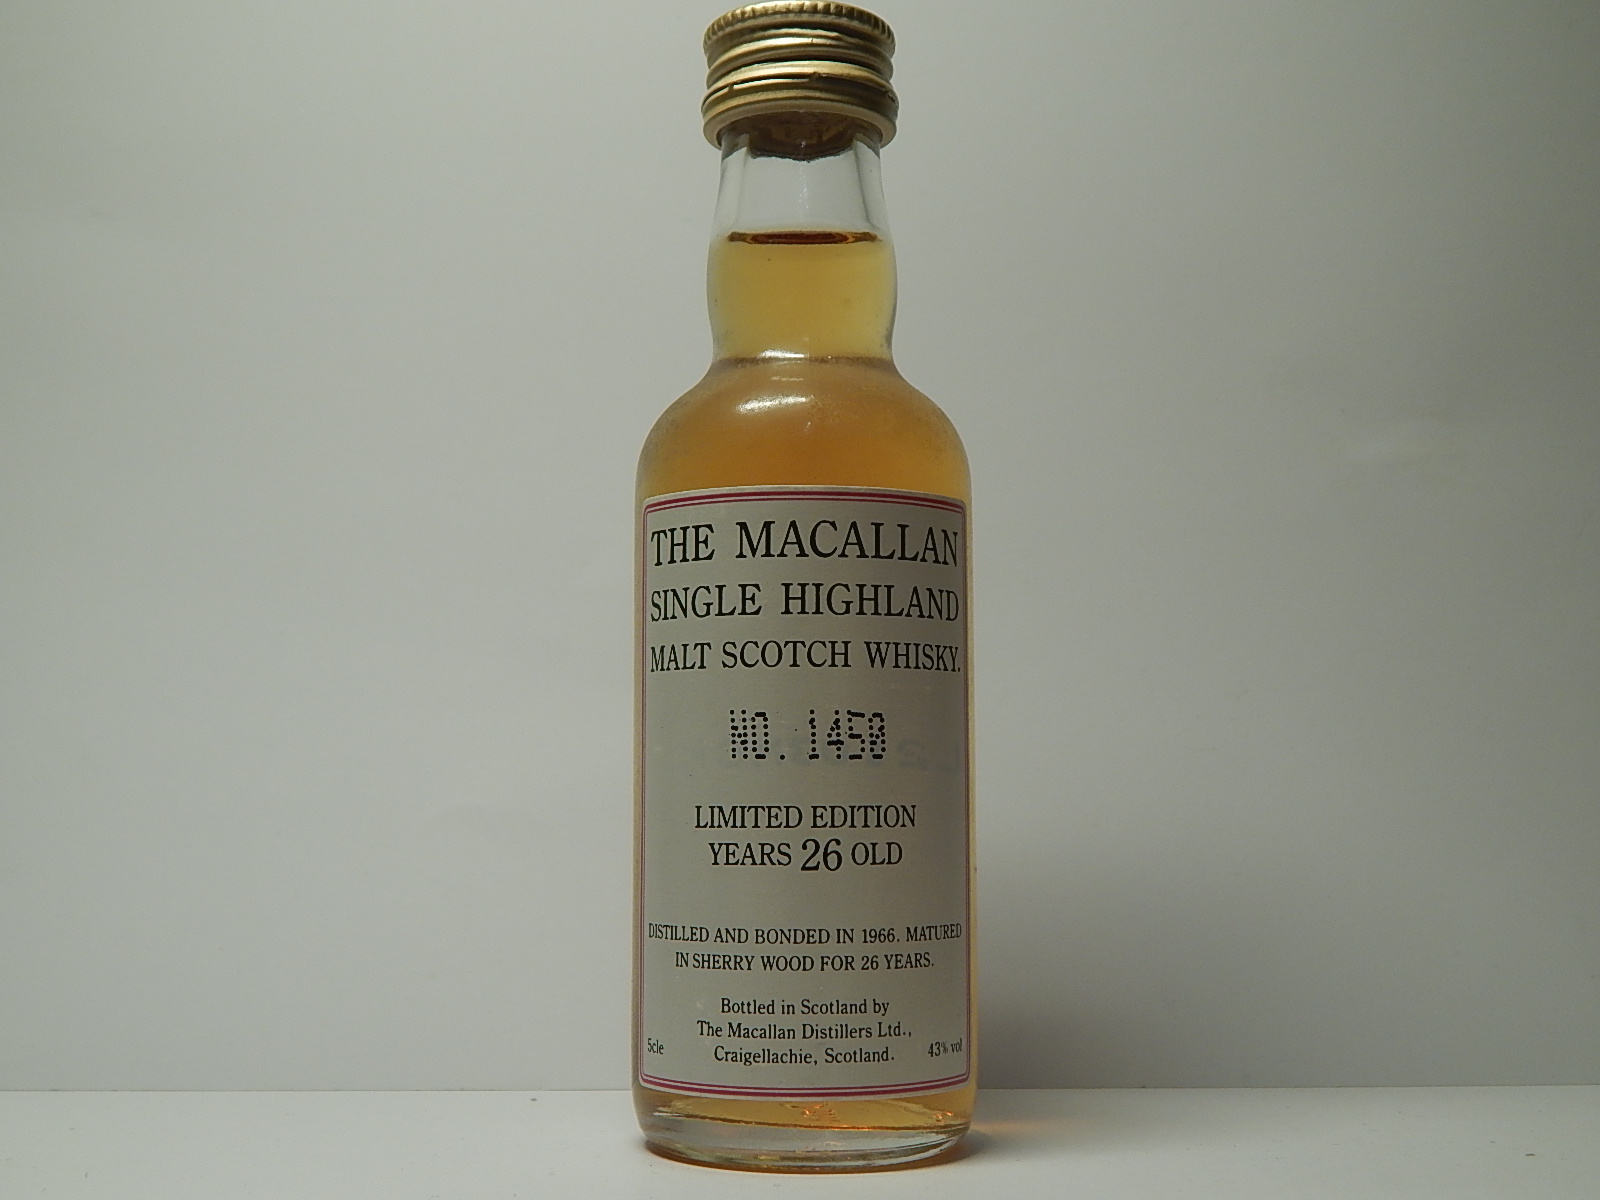 THE MACALLAN
SINGLE HIGHLAND
MALT SCOTCH WHISKY.
NO. 1450
LIMITED EDITION
YEARS 26 OLD
DISTILLED AND BONDED IN 1966. MATURED
IN SHERRY WOOD FOR 26 YEARS.
Bottled in Scotland by
The Macallan Distillers Ltd.,
5cle Craigellachie, Scotland. 43% vol